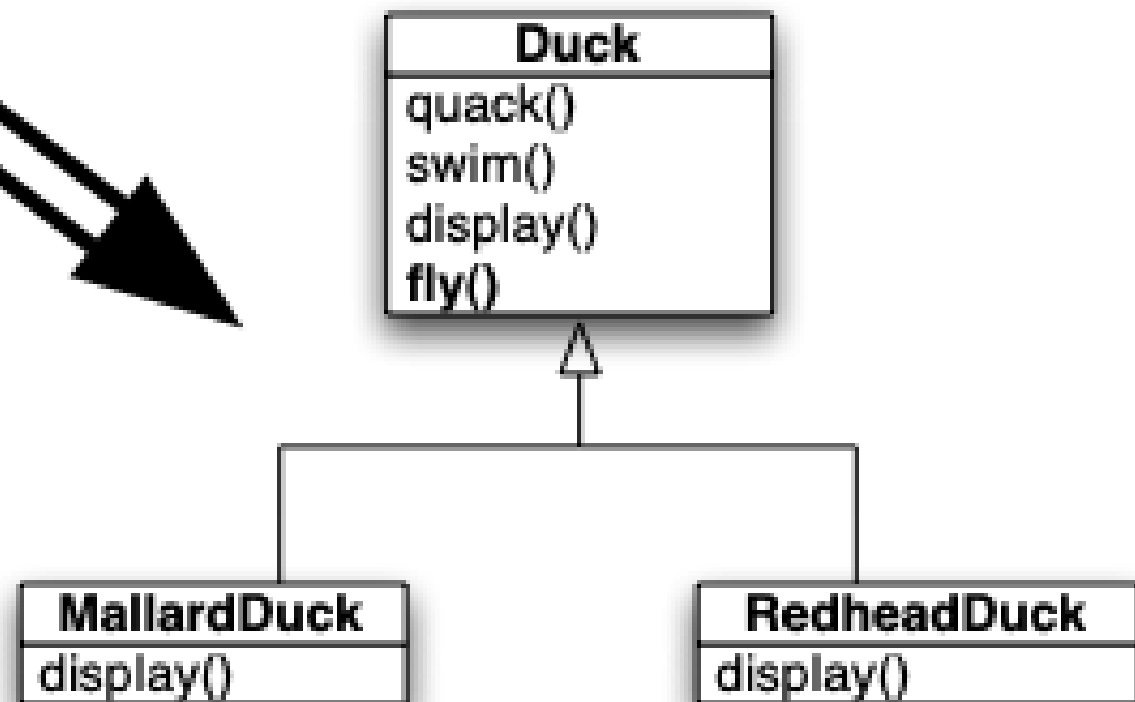 Duck
quack()
swim()
display()
fly()
MallardDuck
display()
RedheadDuck
display()